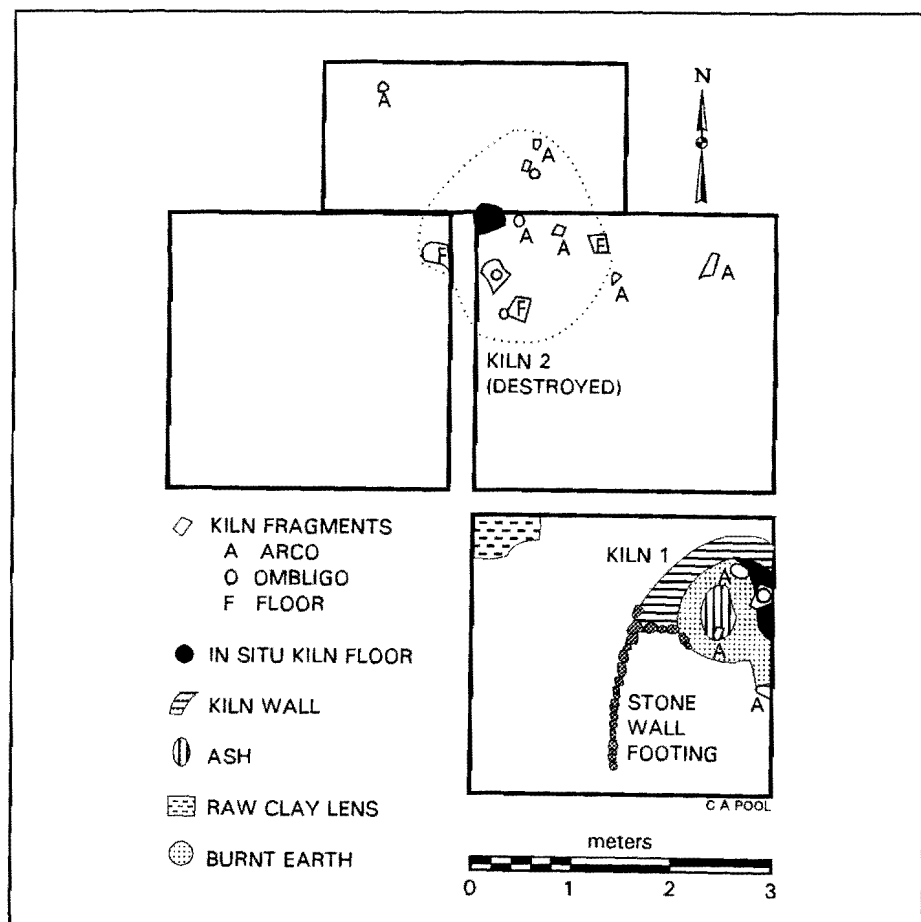 N
A
A
F
A
A
F
A
A
F
KILN 2
(DESTROYED)
KILN FRAGMENTS
A ARCO
O OMBLIGO
F FLOOR
IN SITU KILN FLOOR
KILN WALL
ASH
RAW CLAY LENS
BURNT EARTH
KILN 1
A
A
A
STONE
WALL
FOOTING
C A POOL
meters
0 1 2 3